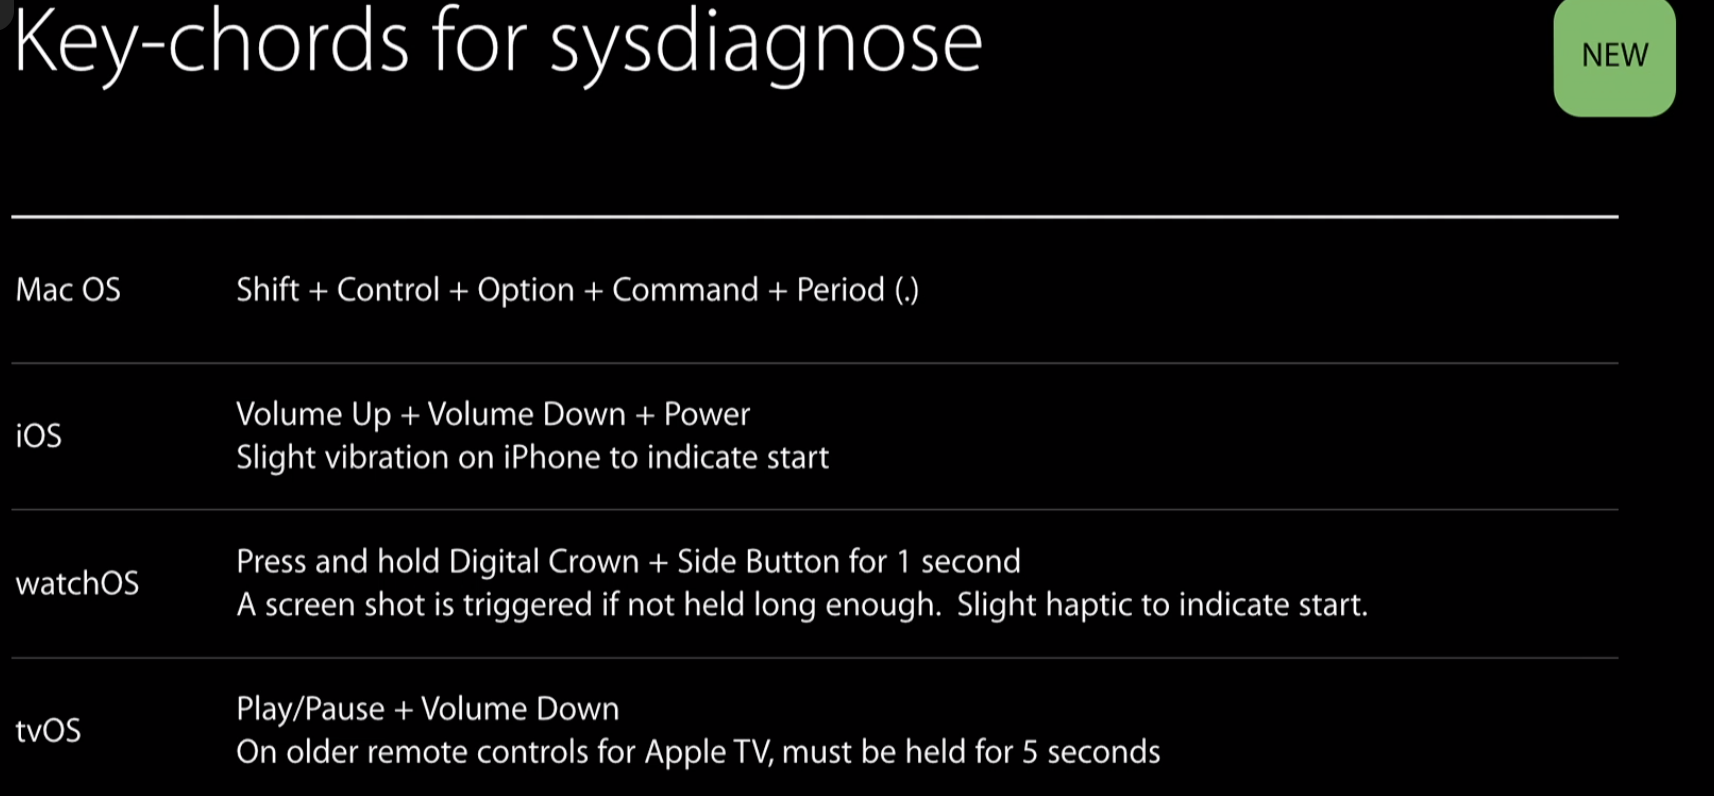 Key-chords for sysdiagnose
NEW
Mac OS
Shift + Control + Option + Command + Period (.)
iOS
Volume Up + Volume Down + Power
Slight vibration on iPhone to indicate start
watchOS
Press and hold Digital Crown + Side Button for 1 second
A screen shot is triggered if not held long enough.  Slight haptic to indicate start.
tvOS
Play/Pause + Volume Down
On older remote controls for Apple TV, must be held for 5 seconds